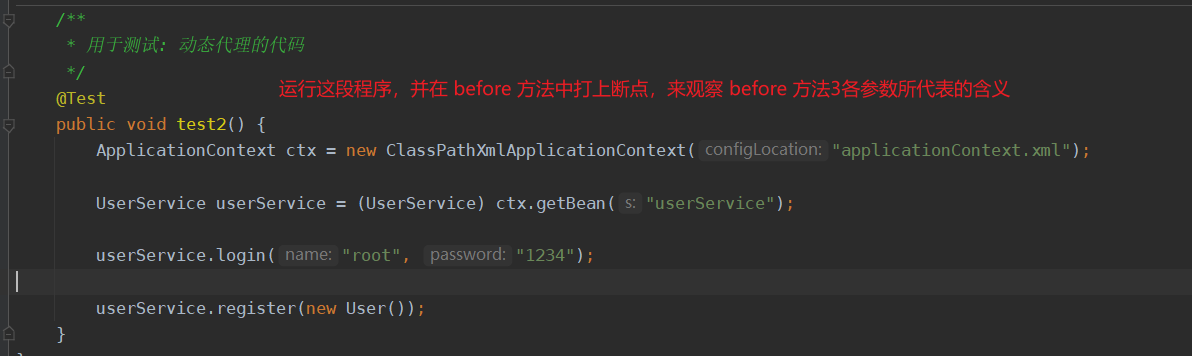 /**
* 用于测试: 动态代理的代码
*/
运行这段程序，并在 before 方法中打上断点，来观察 before 方法3各参数所代表的含义
@Test
public void test2() {
ApplicationContext ctx = new ClassPathXmlApplicationContext( configLocation: "applicationContext.xml");
UserService userService = (UserService) ctx.getBean( s: "userService");
userService.login( name: "root", password: "1234");
userService.register(new User());
}